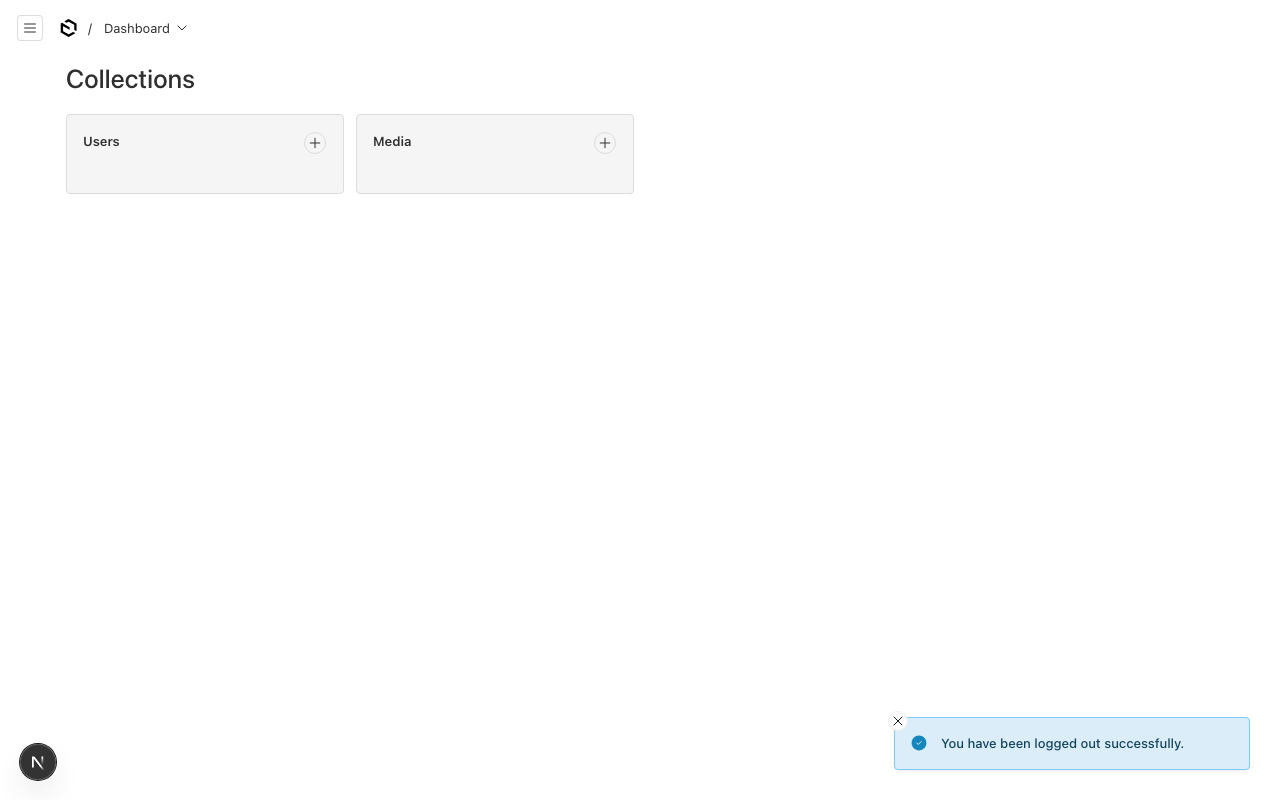 / Dashboard
Collections
Users
Media
You have been logged out successfully.
N